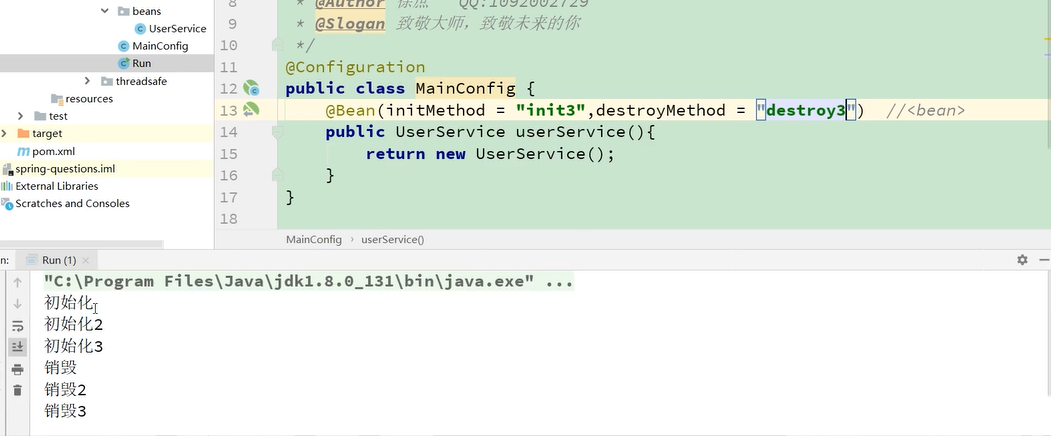 beans
UserService
MainConfig
Run
threadsafe
resources
test
target
pom.xml
spring-questions.iml
External Libraries
Scratches and Consoles
8 * @Author 徐庶 QQ:1092002729
9 * @Slogan 致敬大师，致敬未来的你
10 */
11 @Configuration
12 public class MainConfig {
13 @Bean(initMethod = "init3",destroyMethod = "destroy3") //<bean>
14 public UserService userService(){
15 return new UserService();
16 }
17 }
18
MainConfig › userService()
n: Run (1) ×
"C:\Program Files\Java\jdk1.8.0_131\bin\java.exe" ...
初始化
初始化2
初始化3
销毁
销毁2
销毁3